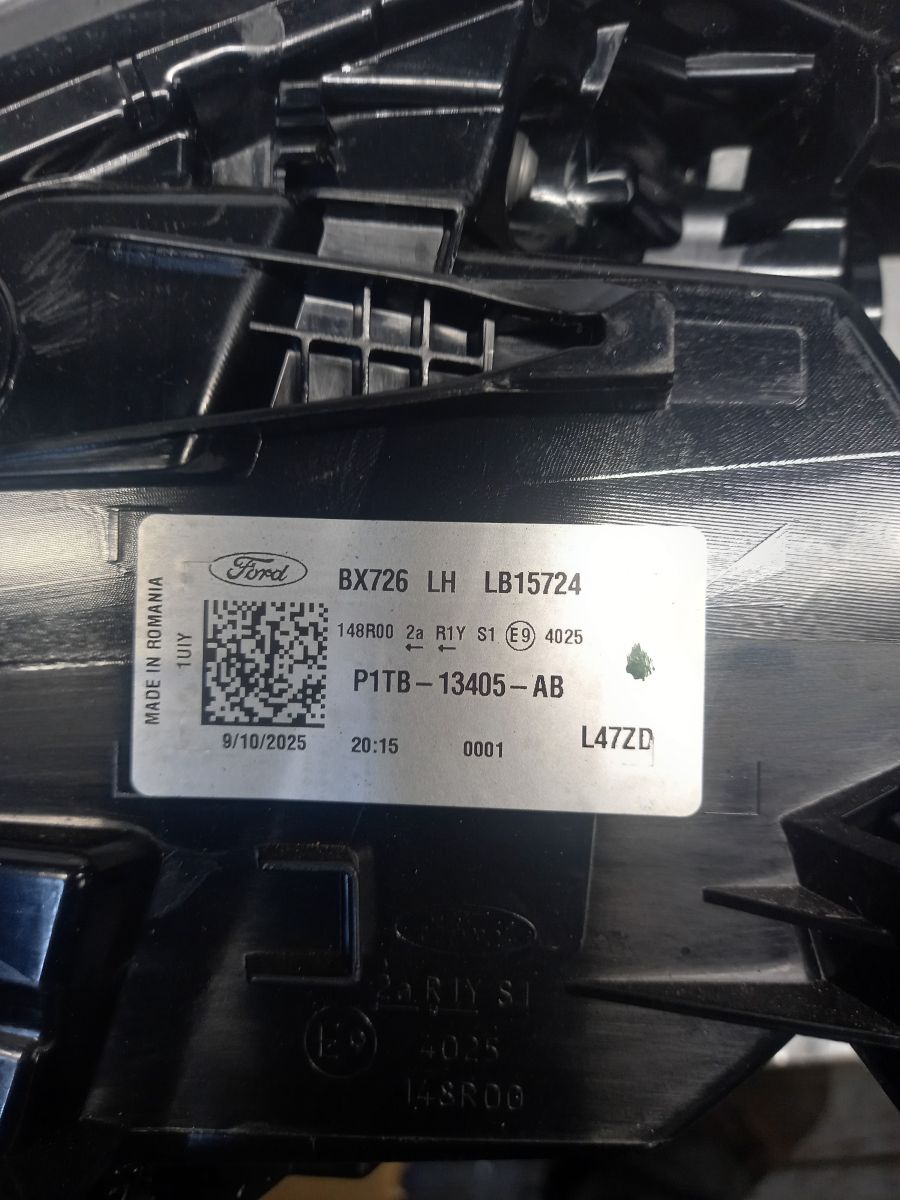 MADE IN ROMANIA
1UIY
Ford
BX726 LH LB15724
148R00 2a R1Y S1 E9 4025
P1TB-13405-AB
9/10/2025 20:15 0001 L47ZD
2a R1Y S1
E9 4025
148R00